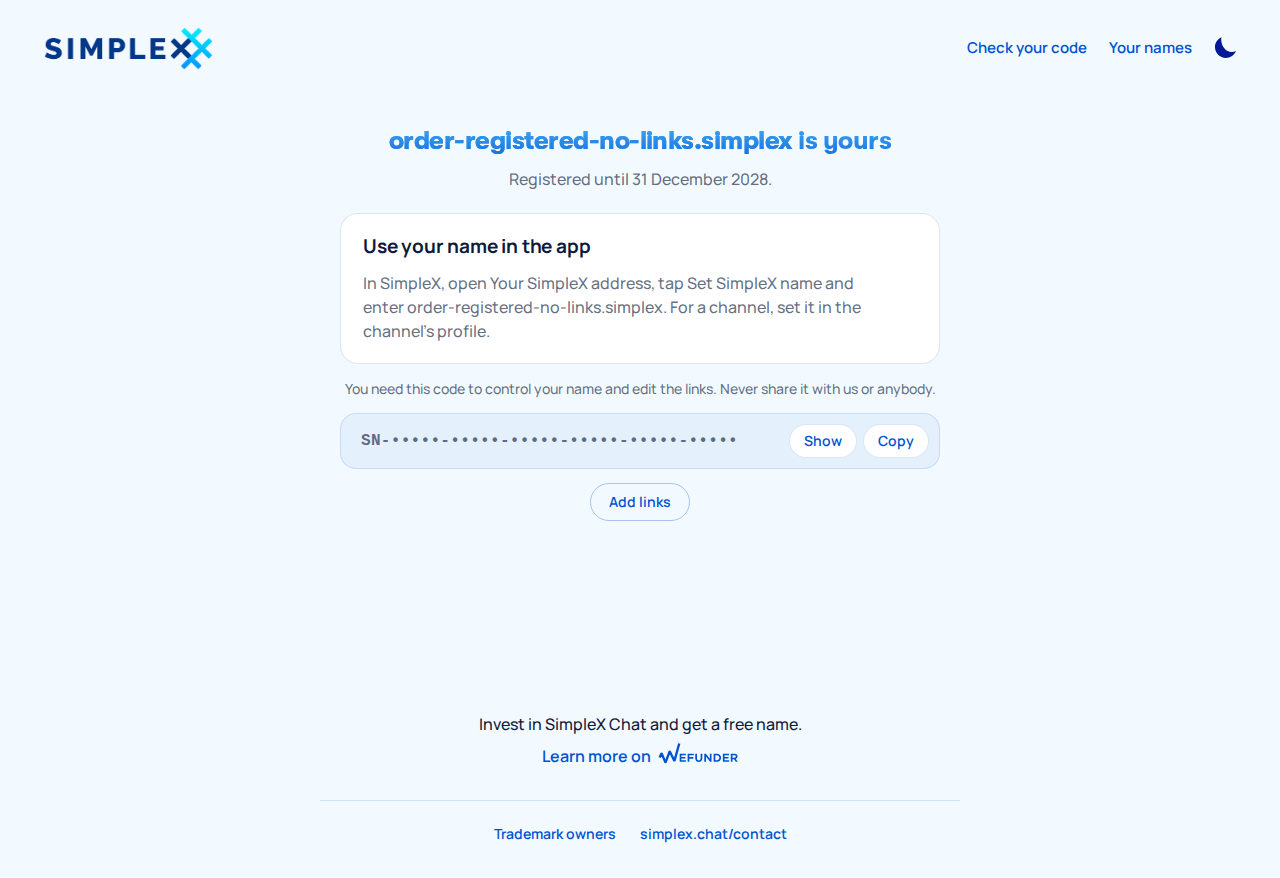 SIMPLEX
Check your code
Your names
order-registered-no-links.simplex is yours
Registered until 31 December 2028.
Use your name in the app
In SimpleX, open Your SimpleX address, tap Set SimpleX name and
enter order-registered-no-links.simplex. For a channel, set it in the
channel's profile.
You need this code to control your name and edit the links. Never share it with us or anybody.
SN-•••••-•••••-•••••-•••••-•••••-•••••
Show
Copy
Add links
Invest in SimpleX Chat and get a free name.
Learn more on WEFUNDER
Trademark owners
simplex.chat/contact